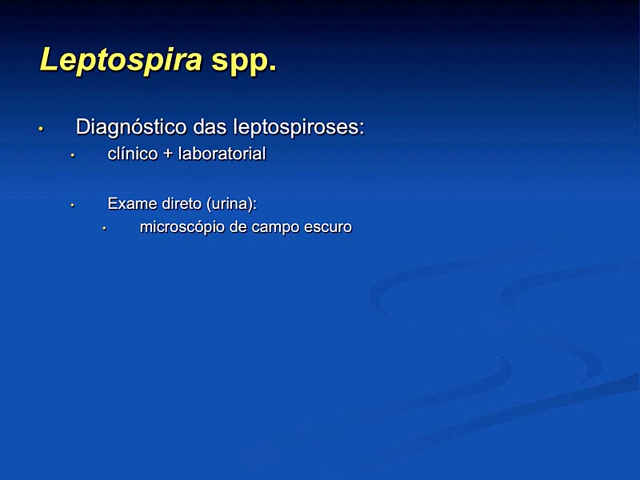 Leptospira spp.
• Diagnóstico das leptospiroses:
• clínico + laboratorial
• Exame direto (urina):
• microscópio de campo escuro